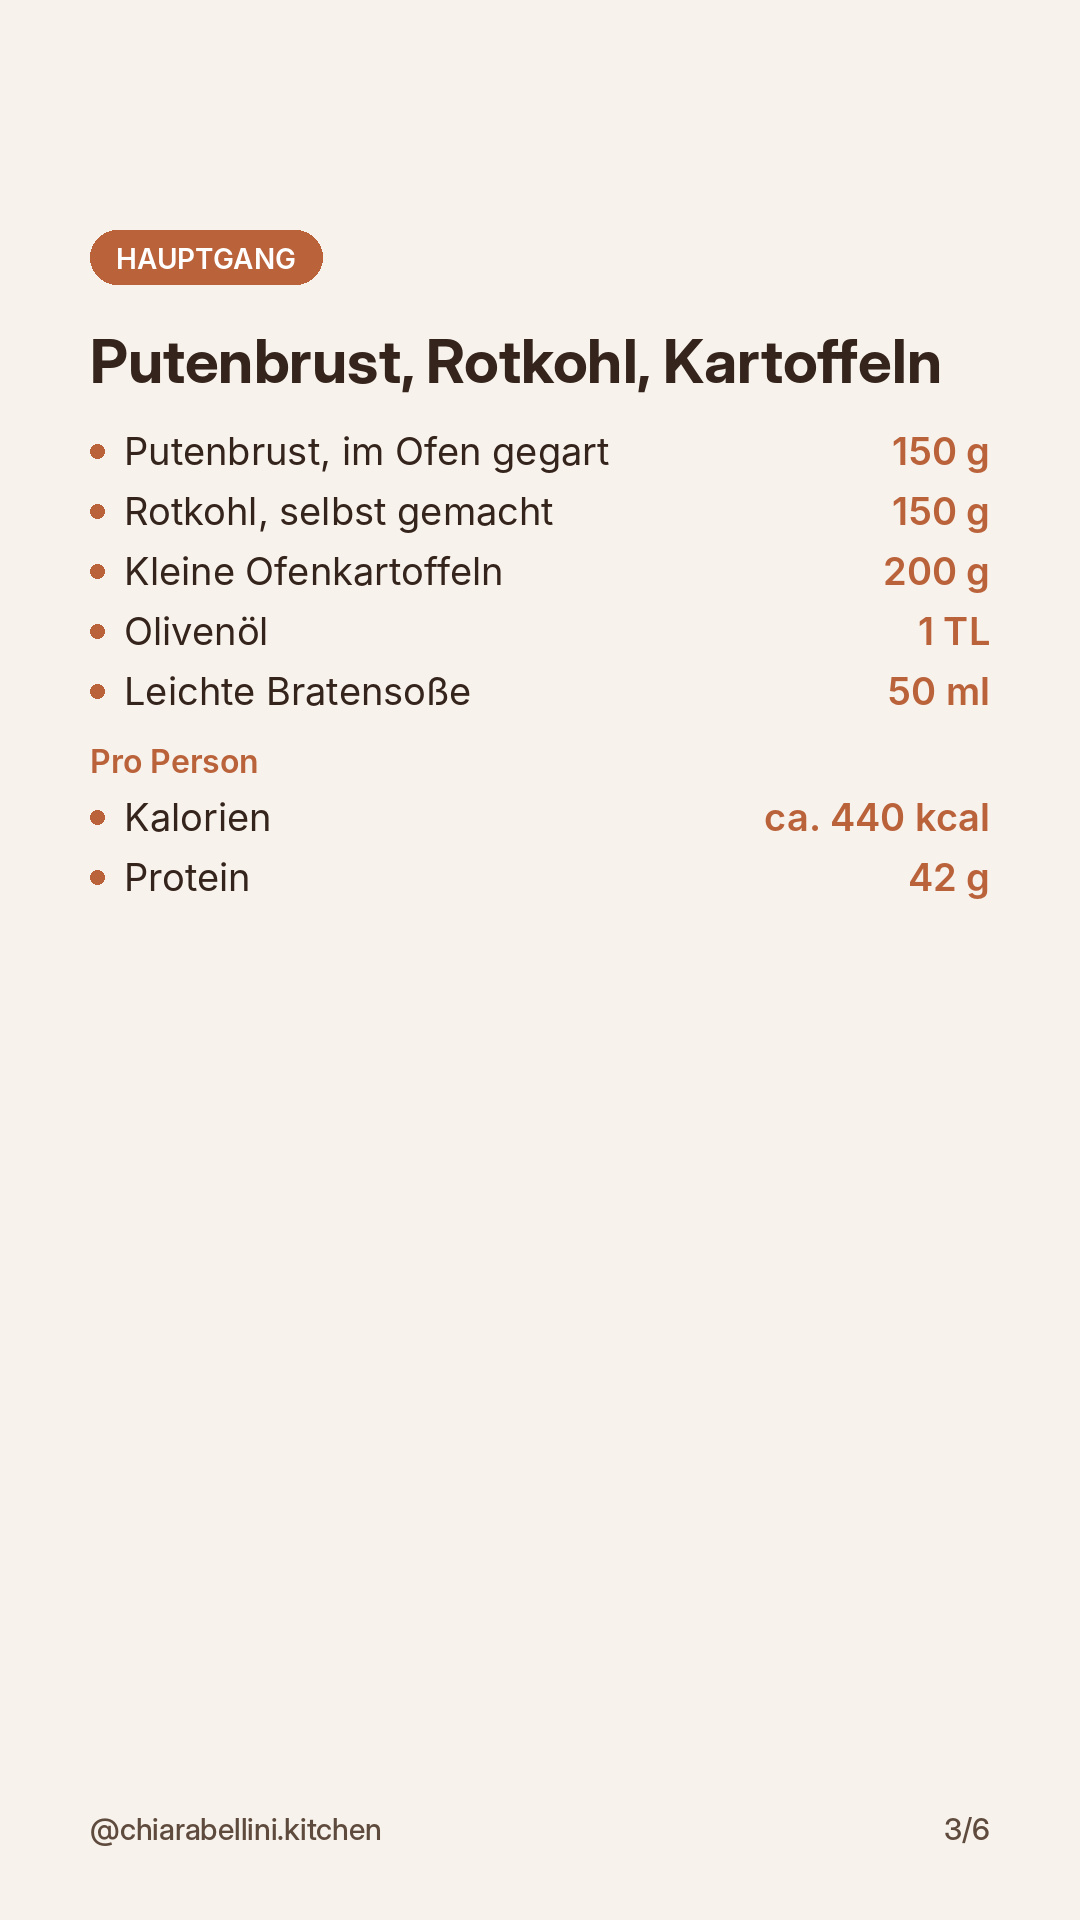 HAUPTGANG
Putenbrust, Rotkohl, Kartoffeln
Putenbrust, im Ofen gegart 150 g
Rotkohl, selbst gemacht 150 g
Kleine Ofenkartoffeln 200 g
Olivenöl 1 TL
Leichte Bratensoße 50 ml
Pro Person
Kalorien ca. 440 kcal
Protein 42 g
@chiarabellini.kitchen 3/6